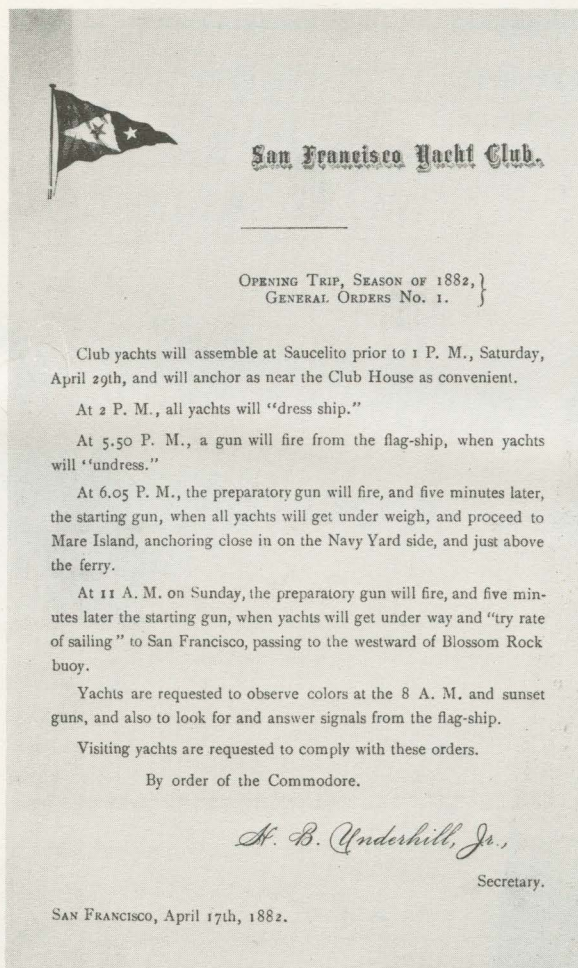 San Francisco Yacht Club.
Opening Trip, Season of 1882, }
General Orders No. 1.
Club yachts will assemble at Saucelito prior to 1 P. M., Saturday,
April 29th, and will anchor as near the Club House as convenient.
At 2 P. M., all yachts will “dress ship.”
At 5.50 P. M., a gun will fire from the flag-ship, when yachts
will “undress.”
At 6.05 P. M., the preparatory gun will fire, and five minutes later,
the starting gun, when all yachts will get under weigh, and proceed to
Mare Island, anchoring close in on the Navy Yard side, and just above
the ferry.
At 11 A. M. on Sunday, the preparatory gun will fire, and five min-
utes later the starting gun, when yachts will get under way and “try rate
of sailing” to San Francisco, passing to the westward of Blossom Rock
buoy.
Yachts are requested to observe colors at the 8 A. M. and sunset
guns, and also to look for and answer signals from the flag-ship.
Visiting yachts are requested to comply with these orders.
By order of the Commodore.
H. B. Underhill, Jr.,
Secretary.
San Francisco, April 17th, 1882.